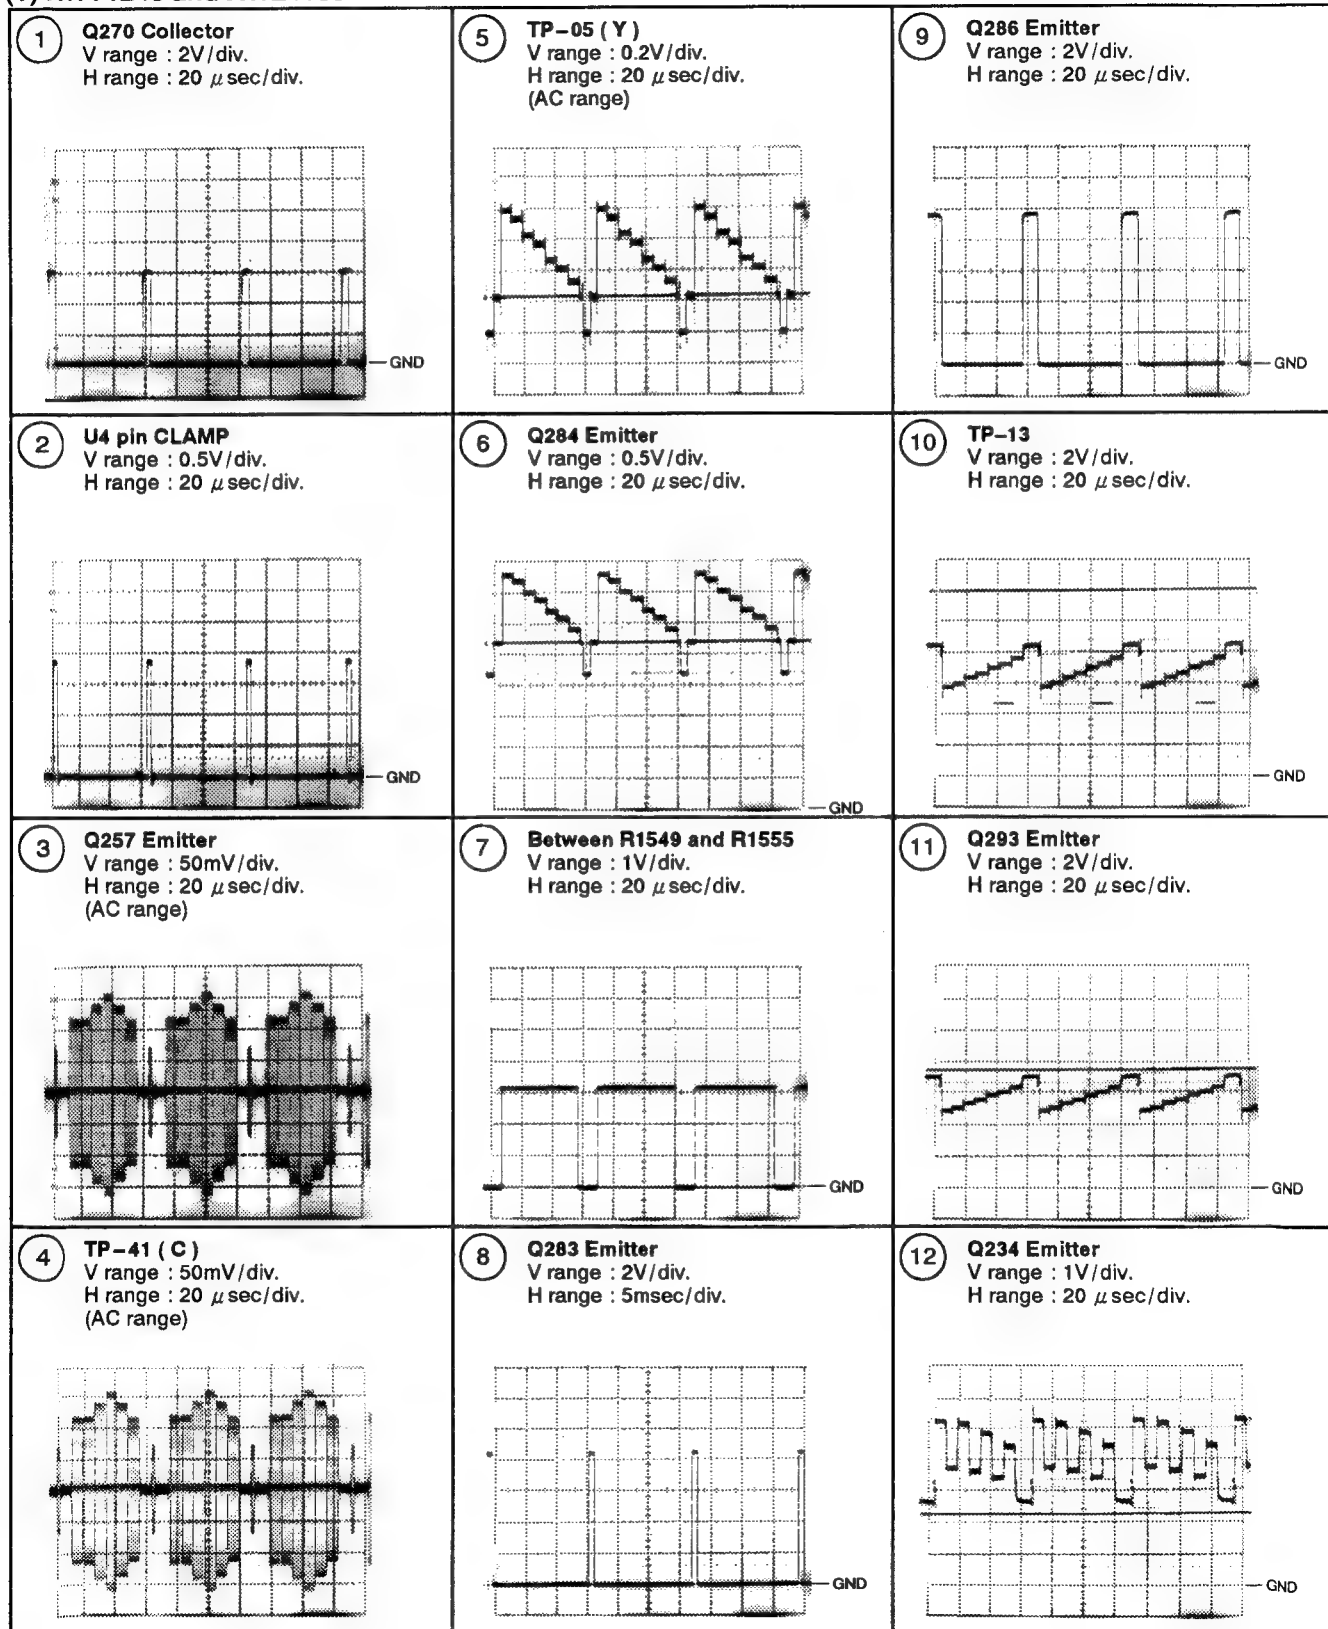 1
Q270 Collector
V range : 2V/div.
H range : 20 μsec/div.
GND
2
U4 pin CLAMP
V range : 0.5V/div.
H range : 20 μsec/div.
GND
3
Q257 Emitter
V range : 50mV/div.
H range : 20 μsec/div.
(AC range)
4
TP-41 ( C )
V range : 50mV/div.
H range : 20 μsec/div.
(AC range)
5
TP-05 ( Y )
V range : 0.2V/div.
H range : 20 μsec/div.
(AC range)
6
Q284 Emitter
V range : 0.5V/div.
H range : 20 μsec/div.
GND
7
Between R1549 and R1555
V range : 1V/div.
H range : 20 μsec/div.
GND
8
Q283 Emitter
V range : 2V/div.
H range : 5msec/div.
GND
9
Q286 Emitter
V range : 2V/div.
H range : 20 μsec/div.
10
TP-13
V range : 2V/div.
H range : 20 μsec/div.
GND
11
Q293 Emitter
V range : 2V/div.
H range : 20 μsec/div.
GND
12
Q234 Emitter
V range : 1V/div.
H range : 20 μsec/div.
GND